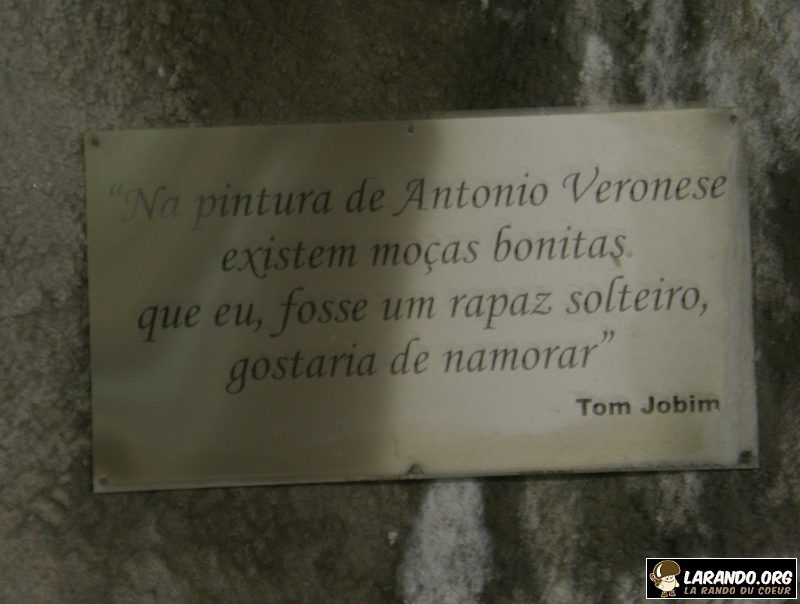 “Na pintura de Antonio Veronese
existem moças bonitas
que eu, fosse um rapaz solteiro,
gostaria de namorar”
Tom Jobim
LARANDO.ORG
LA RANDO DU COEUR